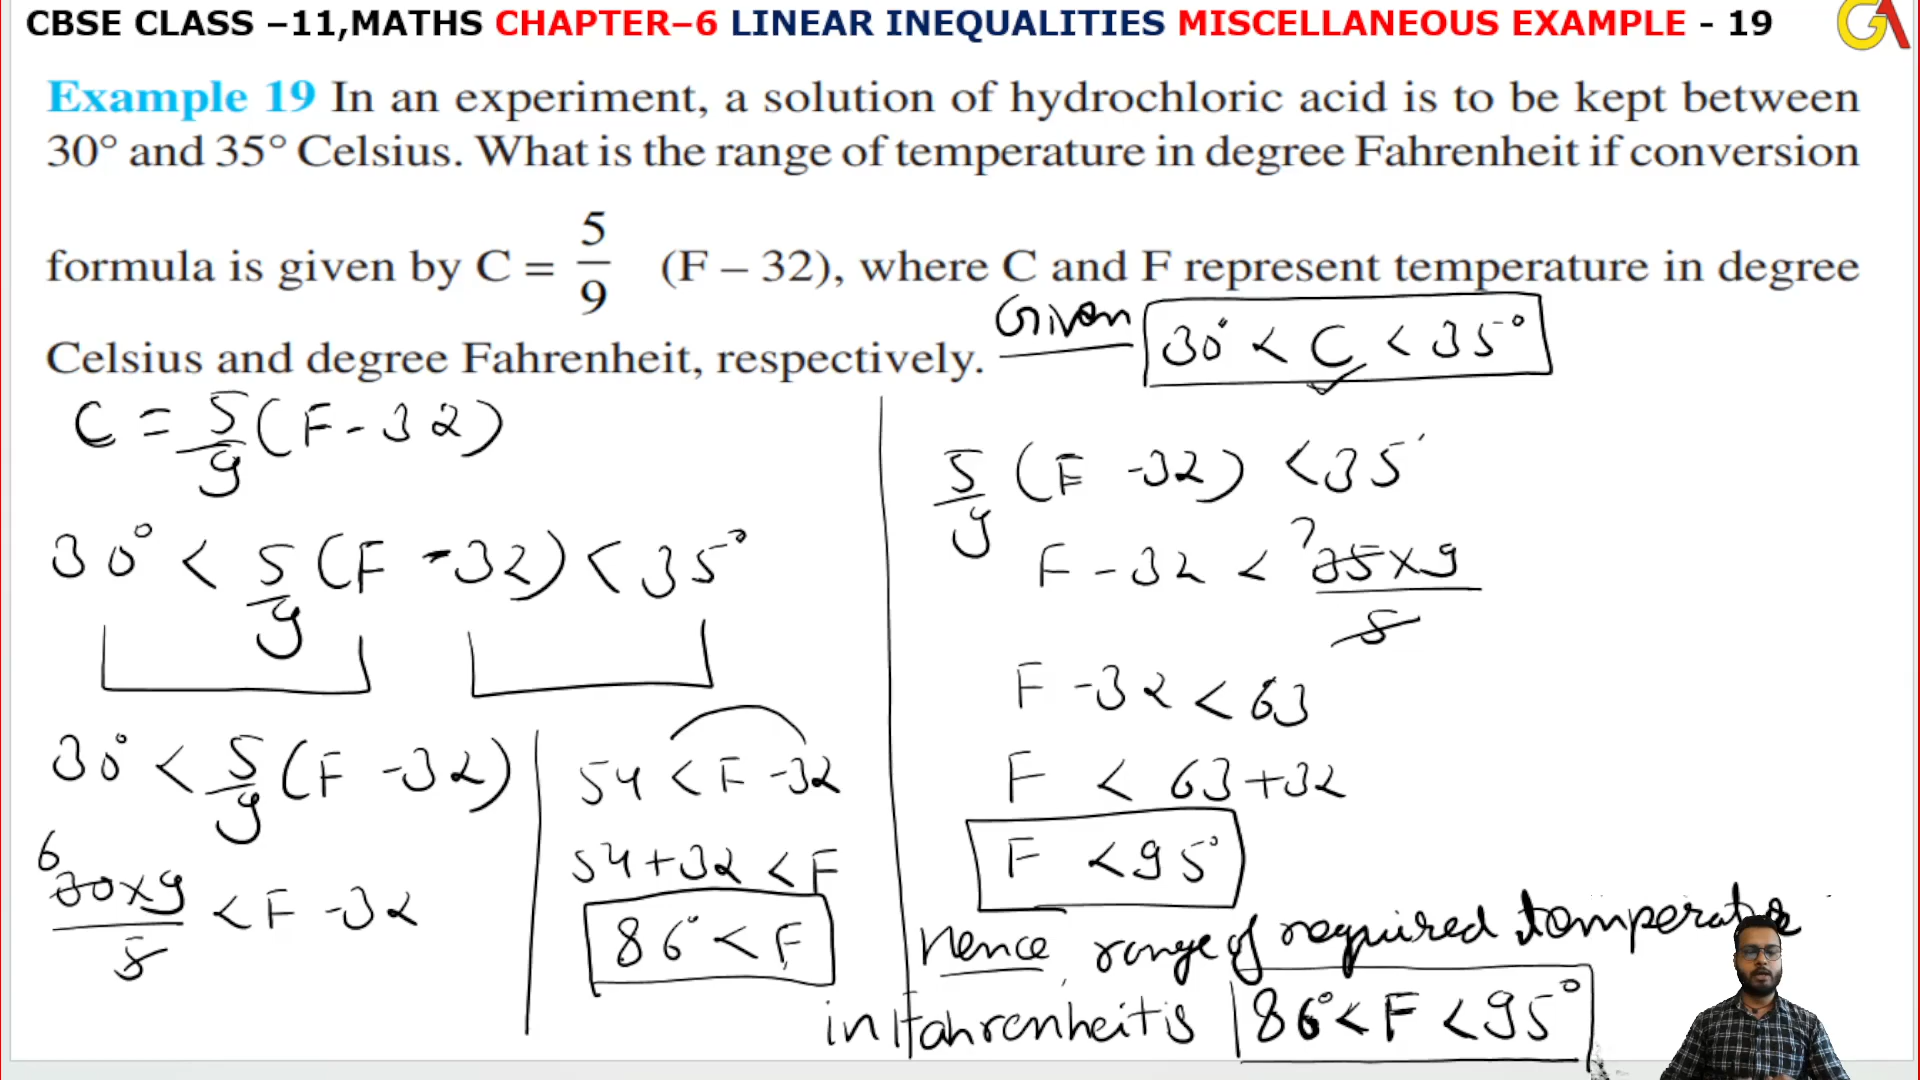 CBSE CLASS –11,MATHS CHAPTER–6 LINEAR INEQUALITIES MISCELLANEOUS EXAMPLE - 19
GA
Example 19 In an experiment, a solution of hydrochloric acid is to be kept between
30° and 35° Celsius. What is the range of temperature in degree Fahrenheit if conversion
formula is given by C = 5/9 (F – 32), where C and F represent temperature in degree
Celsius and degree Fahrenheit, respectively.
Given 30° < C < 35°
C = 5/9 (F - 32)
30° < 5/9 (F - 32) < 35°
30° < 5/9 (F - 32)
6
30×9/5 < F - 32
54 < F - 32
54+32 < F
86° < F
5/9 (F - 32) < 35°
7
F - 32 < 35×9/5
F - 32 < 63
F < 63+32
F < 95°
Hence, range of required temperature
in Fahrenheit is 86° < F < 95°